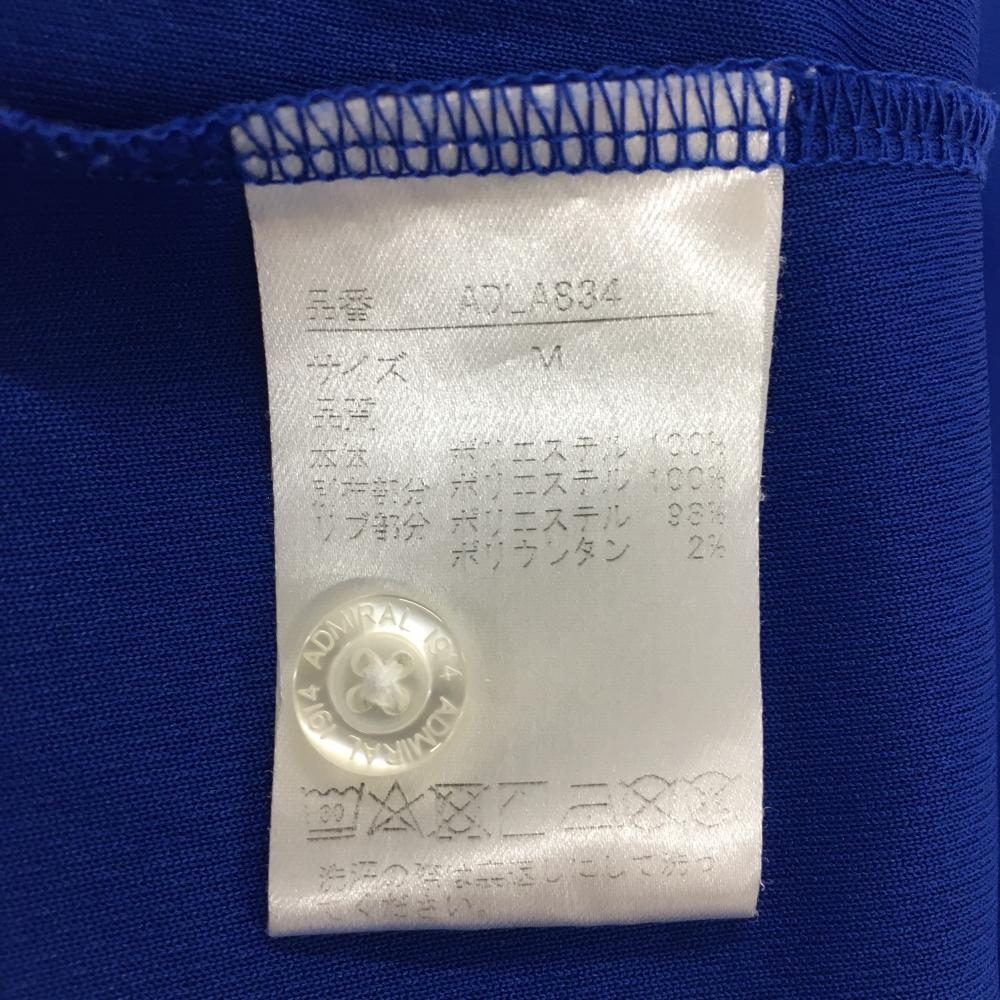 品番 ADLA834
サイズ M
品質
本体 ポリエステル 100%
別布部分 ポリエステル 100%
リブ部分 ポリエステル 98%
ポリウンタン 2%
ADMIRAL 1914 ADMIRAL 1914
30
洗濯の際は裏返しにして洗っ
てください。